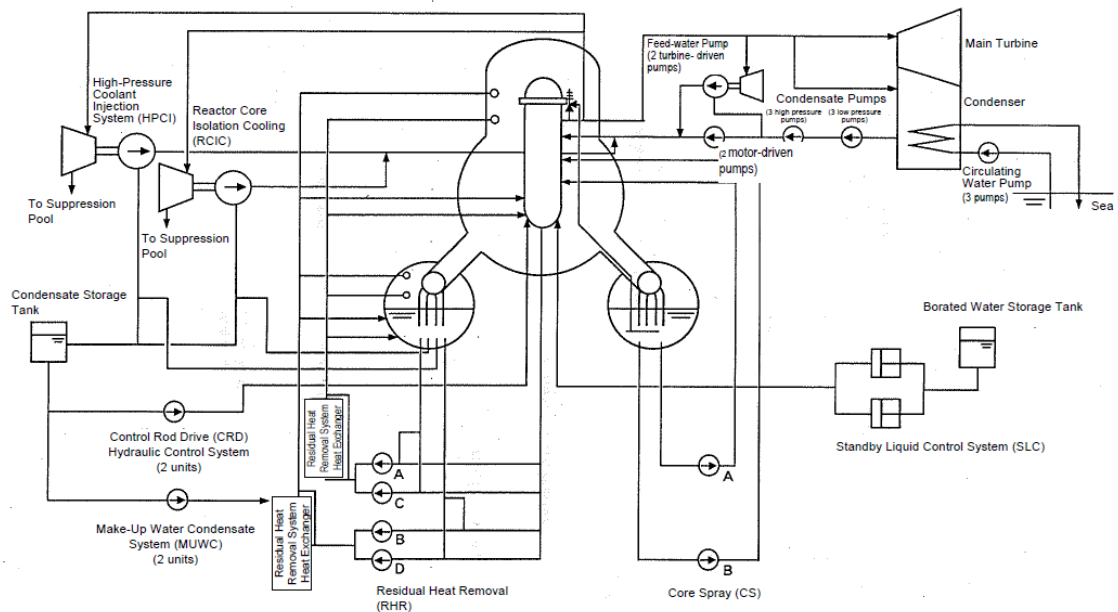 High-Pressure
Coolant
Injection
System (HPCI)
Reactor Core
Isolation Cooling
(RCIC)
To Suppression
Pool
To Suppression
Pool
Feed-water Pump
(2 turbine- driven
pumps)
Main Turbine
Condensate Pumps
(3 high pressure
pumps)
(3 low pressure
pumps)
Condenser
(2 motor-driven
pumps)
Circulating
Water Pump
(3 pumps)
Sea
Condensate Storage
Tank
Borated Water Storage Tank
Control Rod Drive (CRD)
Hydraulic Control System
(2 units)
Residual Heat
Removal System
Heat Exchanger
A
C
B
D
Standby Liquid Control System (SLC)
Make-Up Water Condensate
System (MUWC)
(2 units)
Residual Heat
Removal System
Heat Exchanger
Residual Heat Removal
(RHR)
A
B
Core Spray (CS)